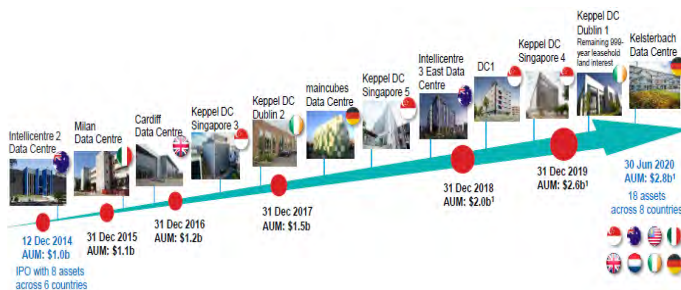 Intellicentre 2
Data Centre
Milan
Data Centre
Cardiff
Data Centre
Keppel DC
Singapore 3
Keppel DC
Dublin 2
maincubes
Data Centre
Keppel DC
Singapore 5
Intellicentre
3 East Data
Centre
DC1
Keppel DC
Singapore 4
Keppel DC
Dublin 1
Remaining 999-
year leasehold
land interest
Kelsterbach
Data Centre
12 Dec 2014
AUM: $1.0b
IPO with 8 assets
across 6 countries
31 Dec 2015
AUM: $1.1b
31 Dec 2016
AUM: $1.2b
31 Dec 2017
AUM: $1.5b
31 Dec 2018
AUM: $2.0b¹
31 Dec 2019
AUM: $2.6b¹
30 Jun 2020
AUM: $2.8b¹
18 assets
across 8 countries